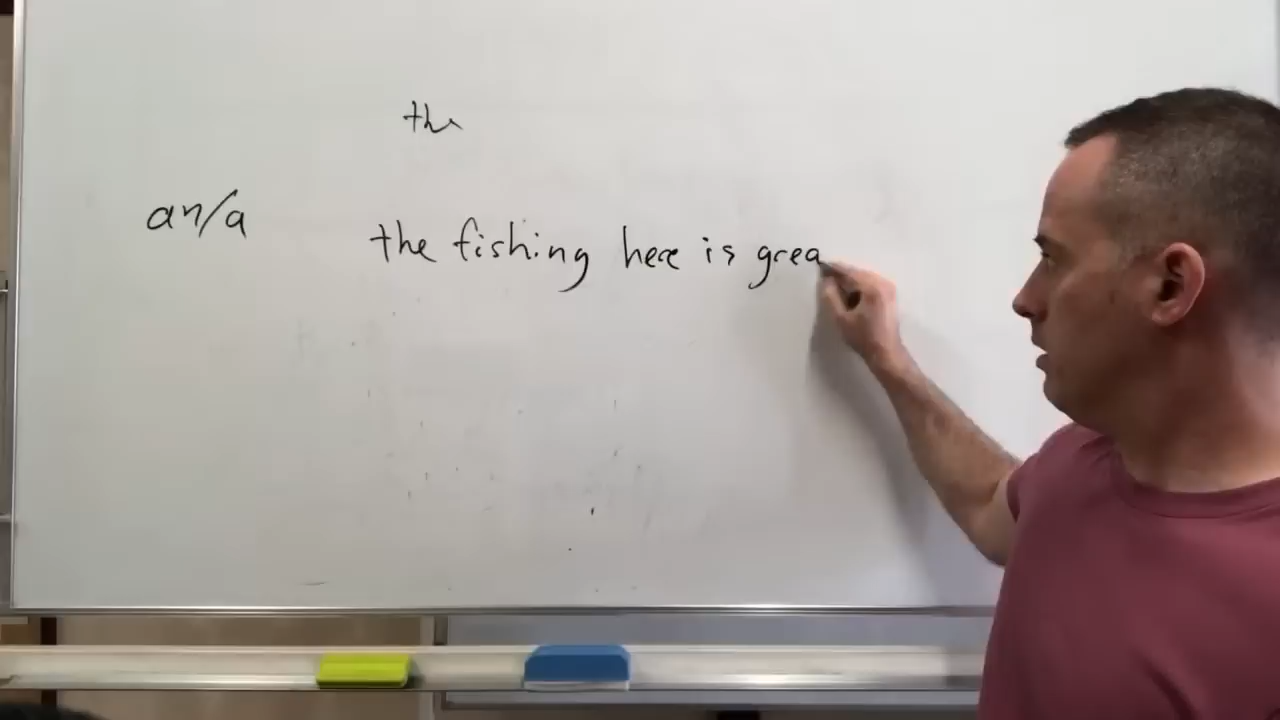 the
an/a
the fishing here is grea